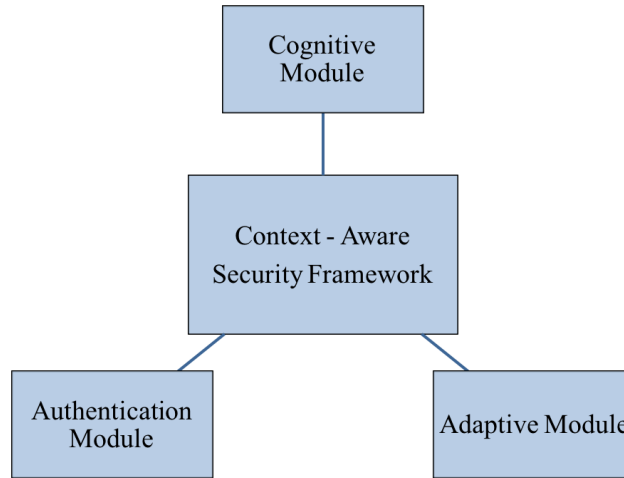 Cognitive
Module
Context - Aware
Security Framework
Authentication
Module
Adaptive Module